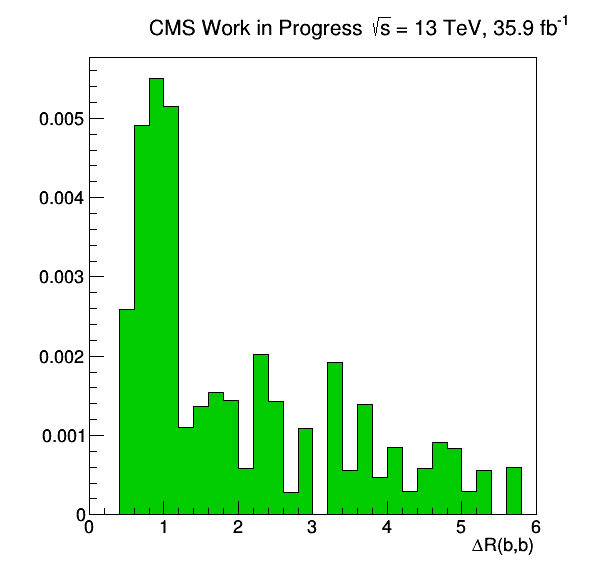 CMS Work in Progress √s = 13 TeV, 35.9 fb⁻¹
0.005
0.004
0.003
0.002
0.001
0
0 1 2 3 4 5 6
ΔR(b,b)